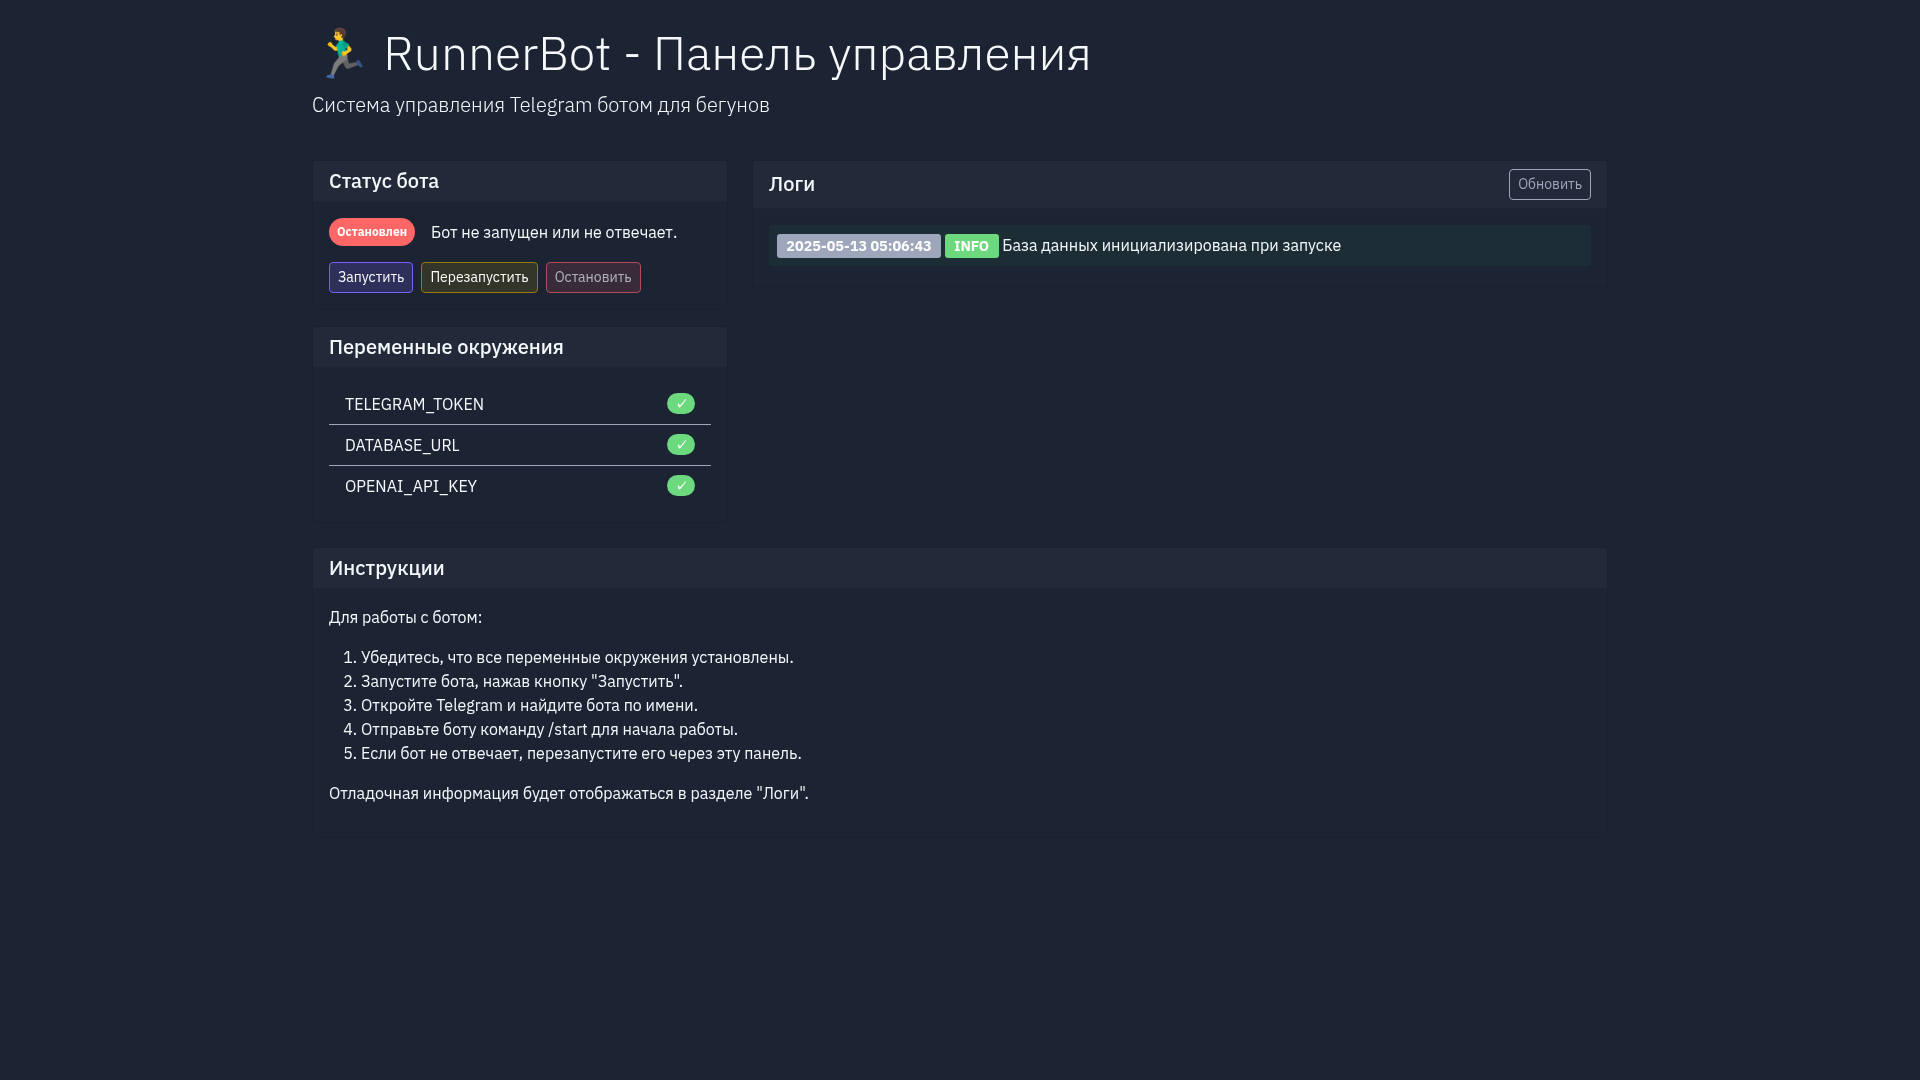 RunnerBot - Панель управления
Система управления Telegram ботом для бегунов
Статус бота
Остановлен Бот не запущен или не отвечает.
Запустить Перезапустить Остановить
Переменные окружения
TELEGRAM_TOKEN ✓
DATABASE_URL ✓
OPENAI_API_KEY ✓
Логи Обновить
2025-05-13 05:06:43 INFO База данных инициализирована при запуске
Инструкции
Для работы с ботом:
1. Убедитесь, что все переменные окружения установлены.
2. Запустите бота, нажав кнопку "Запустить".
3. Откройте Telegram и найдите бота по имени.
4. Отправьте боту команду /start для начала работы.
5. Если бот не отвечает, перезапустите его через эту панель.
Отладочная информация будет отображаться в разделе "Логи".